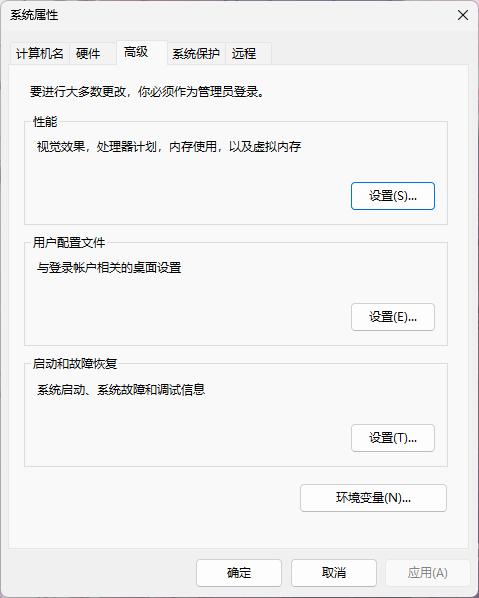 系统属性
计算机名 硬件 高级 系统保护 远程
要进行大多数更改，你必须作为管理员登录。
性能
视觉效果，处理器计划，内存使用，以及虚拟内存
设置(S)...
用户配置文件
与登录帐户相关的桌面设置
设置(E)...
启动和故障恢复
系统启动、系统故障和调试信息
设置(T)...
环境变量(N)...
确定 取消 应用(A)